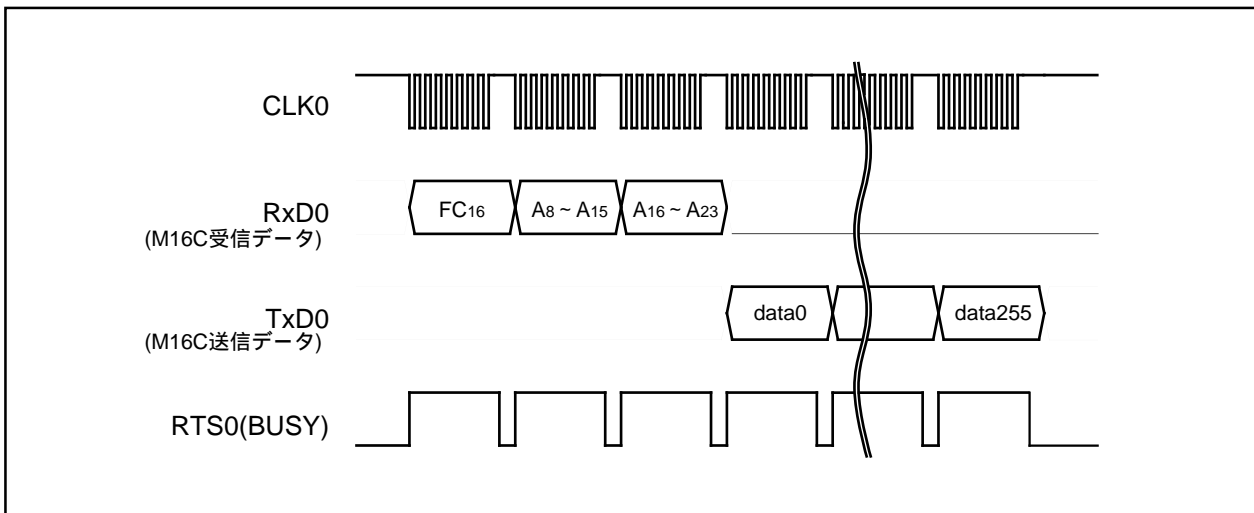 CLK0
RxD0
(M16C受信データ)
FC16
A8 ~ A15
A16 ~ A23
TxD0
(M16C送信データ)
data0
data255
RTS0(BUSY)